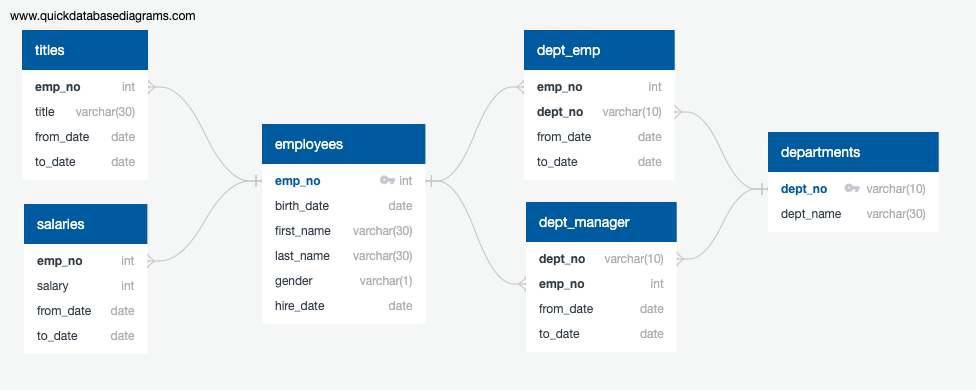 www.quickdatabasediagrams.com
titles
emp_no int
title varchar(30)
from_date date
to_date date
salaries
emp_no int
salary int
from_date date
to_date date
employees
emp_no int
birth_date date
first_name varchar(30)
last_name varchar(30)
gender varchar(1)
hire_date date
dept_emp
emp_no int
dept_no varchar(10)
from_date date
to_date date
dept_manager
dept_no varchar(10)
emp_no int
from_date date
to_date date
departments
dept_no varchar(10)
dept_name varchar(30)